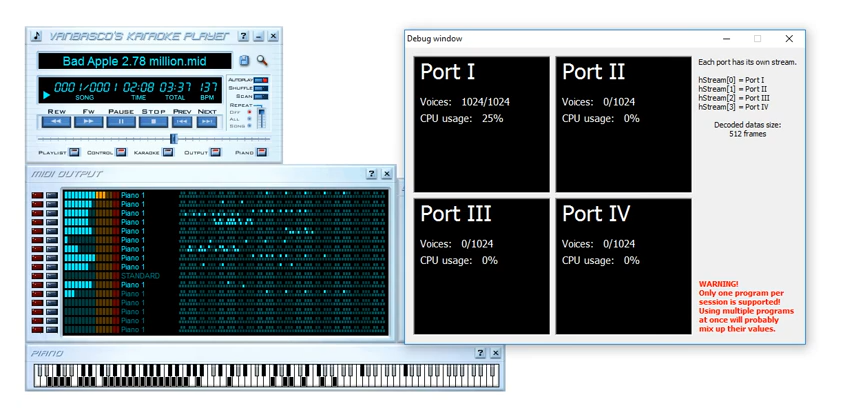 VANBASCO'S KARAOKE PLAYER
Bad Apple 2.78 million.mid
0001/0001 02:08 03:37 137
SONG TIME TOTAL BPM
AUTOPLAY
SHUFFLE
SCAN
REPEAT
OFF
ALL
SONG
REW FW PAUSE STOP PREV NEXT
PLAYLIST CONTROL KARAOKE OUTPUT PIANO
MIDI OUTPUT
Piano 1
Piano 1
Piano 1
Piano 1
Piano 1
Piano 1
Piano 1
Piano 1
Piano 1
STANDARD
Piano 1
Piano 1
Piano 1
Piano 1
Piano 1
Piano 1
PIANO
Debug window
Port I
Voices: 1024/1024
CPU usage: 25%
Port II
Voices: 0/1024
CPU usage: 0%
Port III
Voices: 0/1024
CPU usage: 0%
Port IV
Voices: 0/1024
CPU usage: 0%
Each port has its own stream.
hStream[0] = Port I
hStream[1] = Port II
hStream[2] = Port III
hStream[3] = Port IV
Decoded datas size:
512 frames
WARNING!
Only one program per
session is supported!
Using multiple programs
at once will probably
mix up their values.